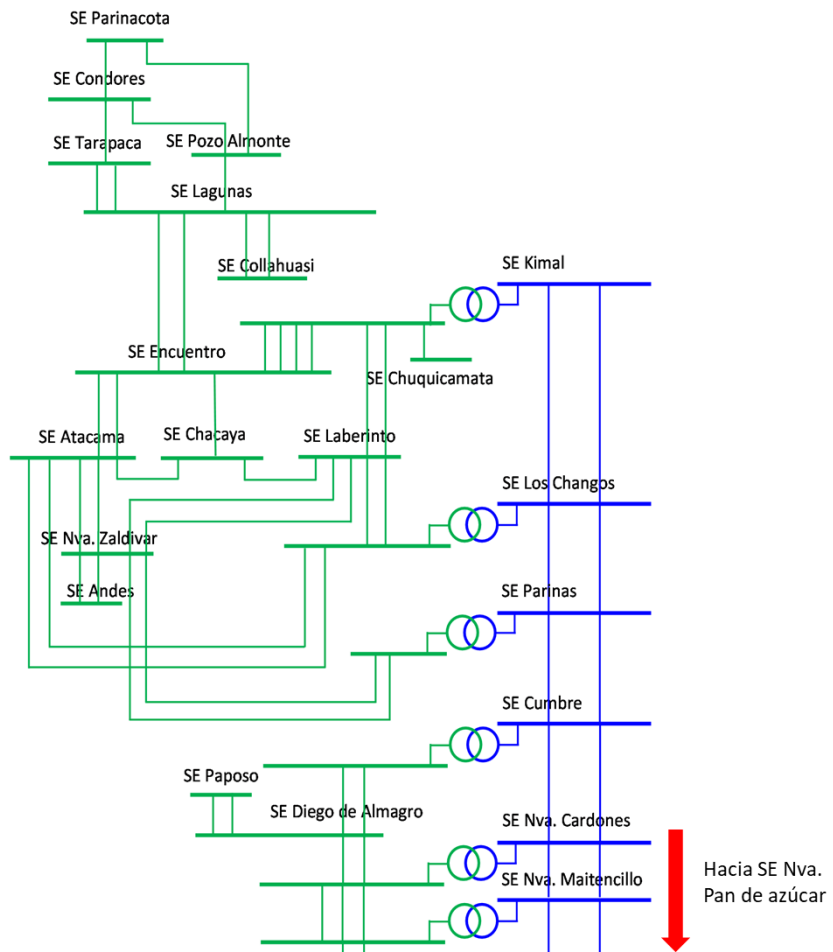 SE Parinacota
SE Condores
SE Tarapaca
SE Pozo Almonte
SE Lagunas
SE Collahuasi
SE Kimal
SE Encuentro
SE Chuquicamata
SE Atacama
SE Chacaya
SE Laberinto
SE Los Changos
SE Nva. Zaldivar
SE Andes
SE Parinas
SE Cumbre
SE Paposo
SE Diego de Almagro
SE Nva. Cardones
SE Nva. Maitencillo
Hacia SE Nva.
Pan de azúcar